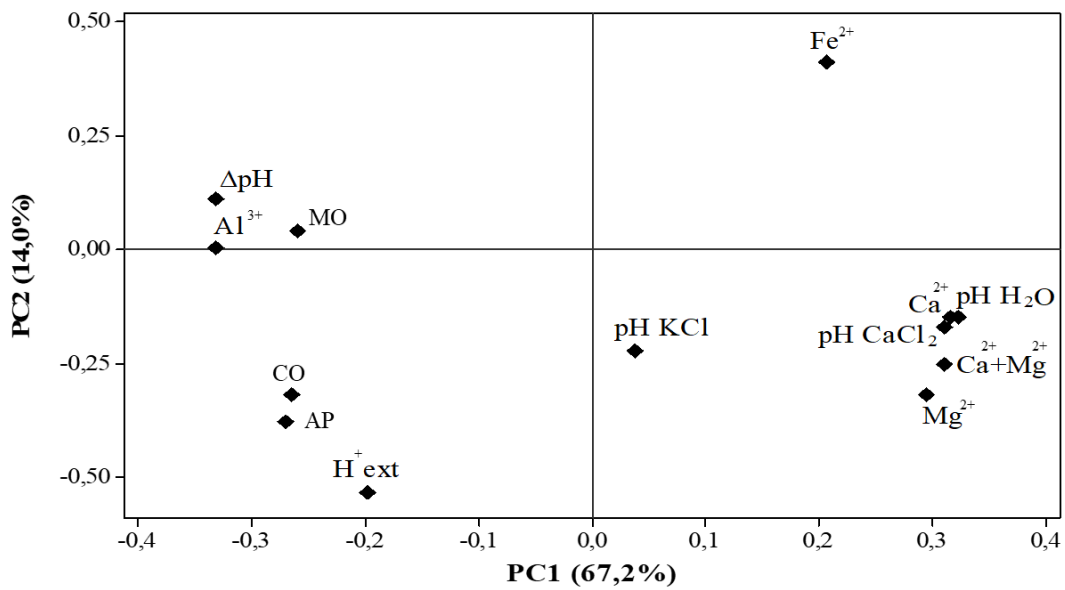 0,50
Fe²⁺
0,25
ΔpH
Al³⁺
MO
0,00
Ca²⁺
pH H₂O
pH KCl
pH CaCl₂
-0,25
Ca²⁺+Mg²⁺
CO
Mg²⁺
AP
H⁺ext
-0,50
-0,4 -0,3 -0,2 -0,1 0,0 0,1 0,2 0,3 0,4
PC1 (67,2%)
PC2 (14,0%)